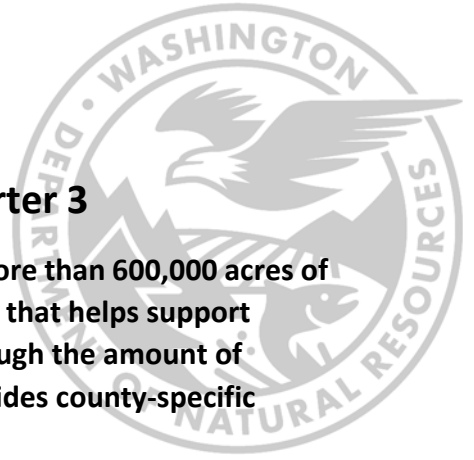 WASHINGTON
DEPARTMENT
OF NATURAL RESOURCES
rter 3
ore than 600,000 acres of
that helps support
ugh the amount of
ides county-specific